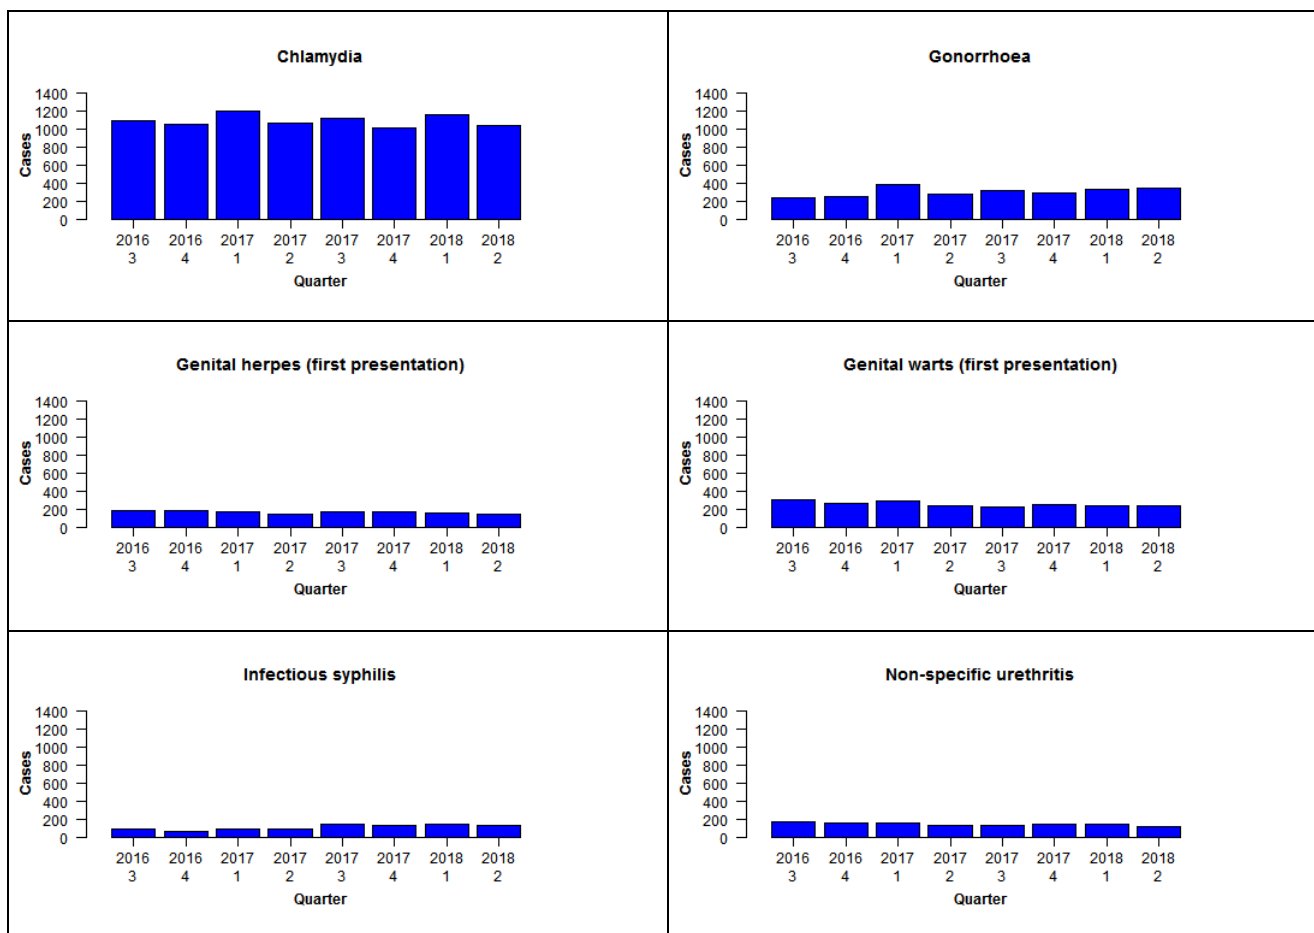 Chlamydia
1400
1200
1000
800
600
400
200
0
Cases
2016 2016 2017 2017 2017 2017 2018 2018
3 4 1 2 3 4 1 2
Quarter
Gonorrhoea
1400
1200
1000
800
600
400
200
0
Cases
2016 2016 2017 2017 2017 2017 2018 2018
3 4 1 2 3 4 1 2
Quarter
Genital herpes (first presentation)
1400
1200
1000
800
600
400
200
0
Cases
2016 2016 2017 2017 2017 2017 2018 2018
3 4 1 2 3 4 1 2
Quarter
Genital warts (first presentation)
1400
1200
1000
800
600
400
200
0
Cases
2016 2016 2017 2017 2017 2017 2018 2018
3 4 1 2 3 4 1 2
Quarter
Infectious syphilis
1400
1200
1000
800
600
400
200
0
Cases
2016 2016 2017 2017 2017 2017 2018 2018
3 4 1 2 3 4 1 2
Quarter
Non-specific urethritis
1400
1200
1000
800
600
400
200
0
Cases
2016 2016 2017 2017 2017 2017 2018 2018
3 4 1 2 3 4 1 2
Quarter